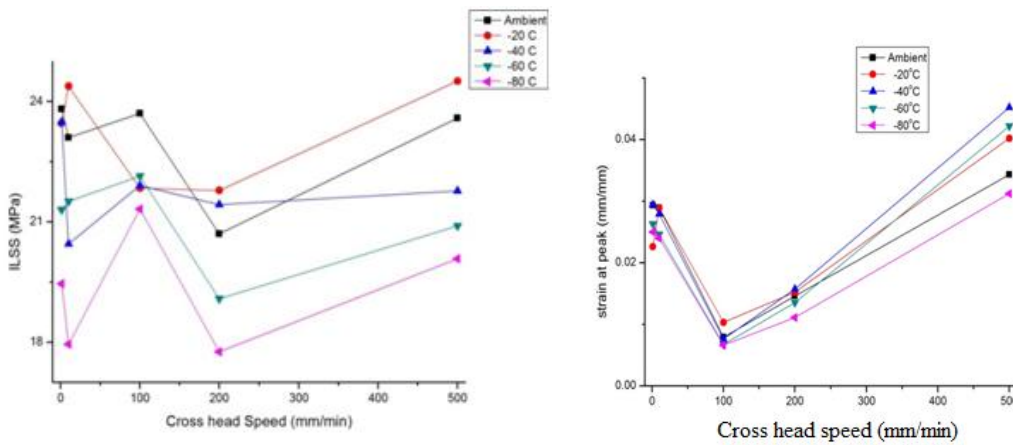 Ambient
-20 C
-40 C
-60 C
-80 C
ILSS (MPa)
24
21
18
0 100 200 300 400 500
Cross head Speed (mm/min)
Ambient
-20°C
-40°C
-60°C
-80°C
strain at peak (mm/mm)
0.04
0.02
0.00
0 100 200 300 400 500
Cross head speed (mm/min)